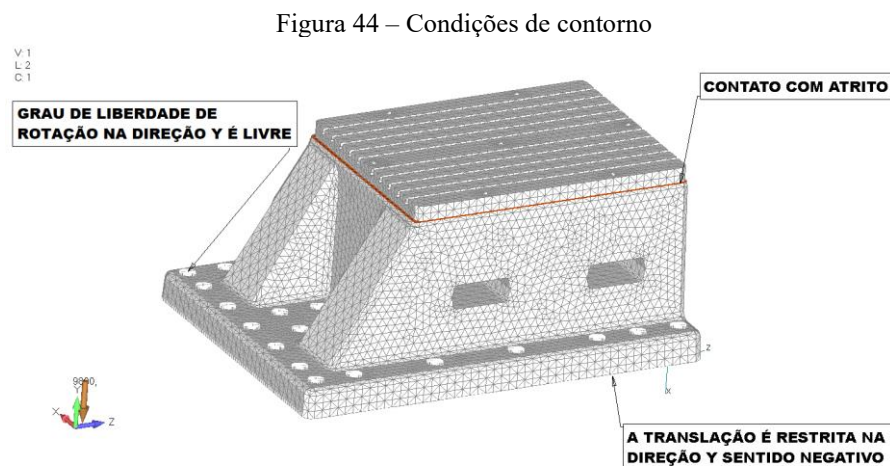 Figura 44 – Condições de contorno
V: 1
L: 2
C: 1
GRAU DE LIBERDADE DE
ROTAÇÃO NA DIREÇÃO Y É LIVRE
CONTATO COM ATRITO
Z
X
Y
X
Z
A TRANSLAÇÃO É RESTRITA NA
DIREÇÃO Y SENTIDO NEGATIVO